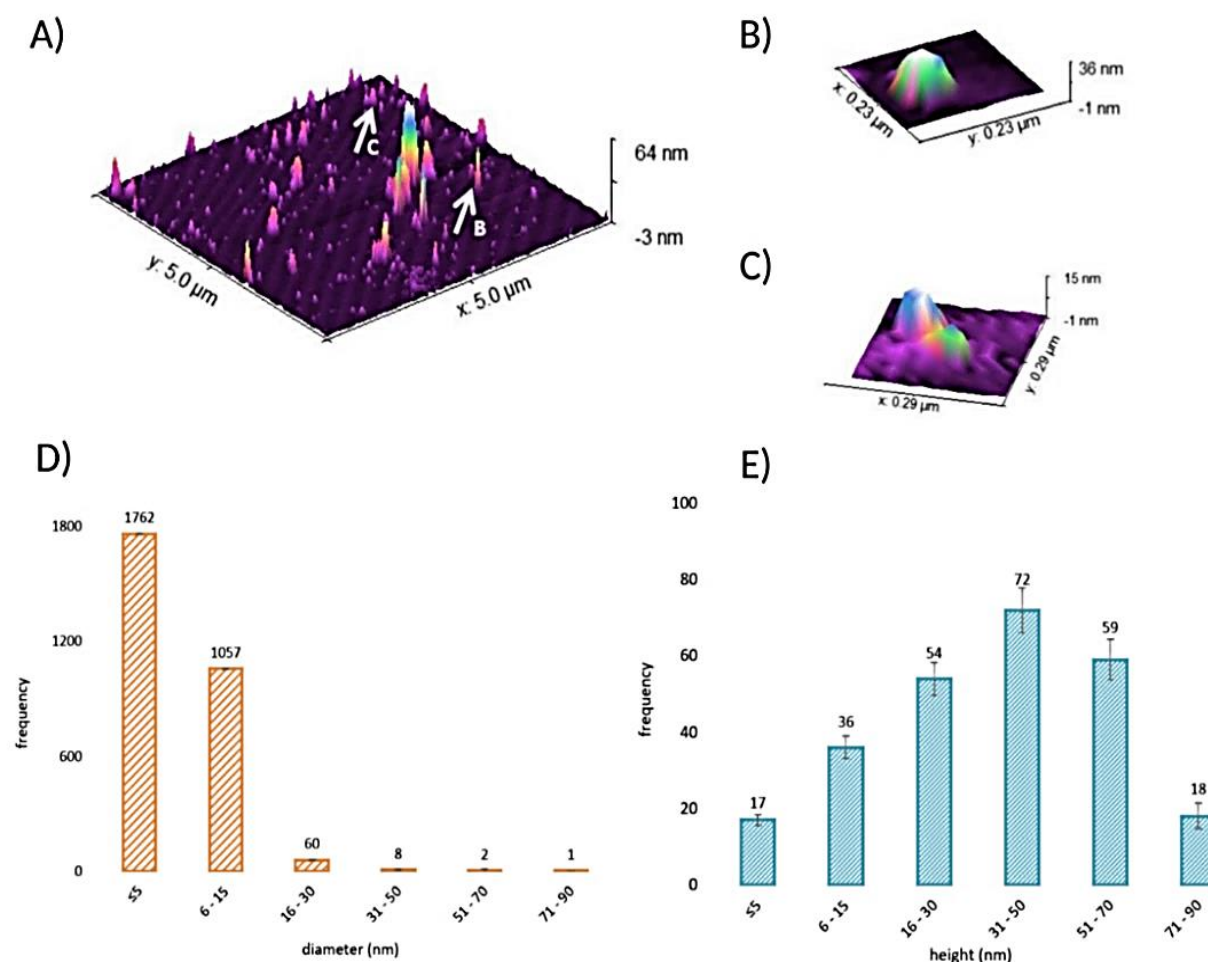 A)
C
B
64 nm
-3 nm
y: 5.0 µm
x: 5.0 µm
B)
x: 0.23 µm
y: 0.23 µm
36 nm
-1 nm
C)
15 nm
-1 nm
x: 0.29 µm
y: 0.29 µm
D)
1800
1200
600
0
frequency
1762
1057
60
8
2
1
≤5
6 - 15
16 - 30
31 - 50
51 - 70
71 - 90
diameter (nm)
E)
100
80
60
40
20
0
frequency
17
36
54
72
59
18
≤5
6 - 15
16 - 30
31 - 50
51 - 70
71 - 90
height (nm)